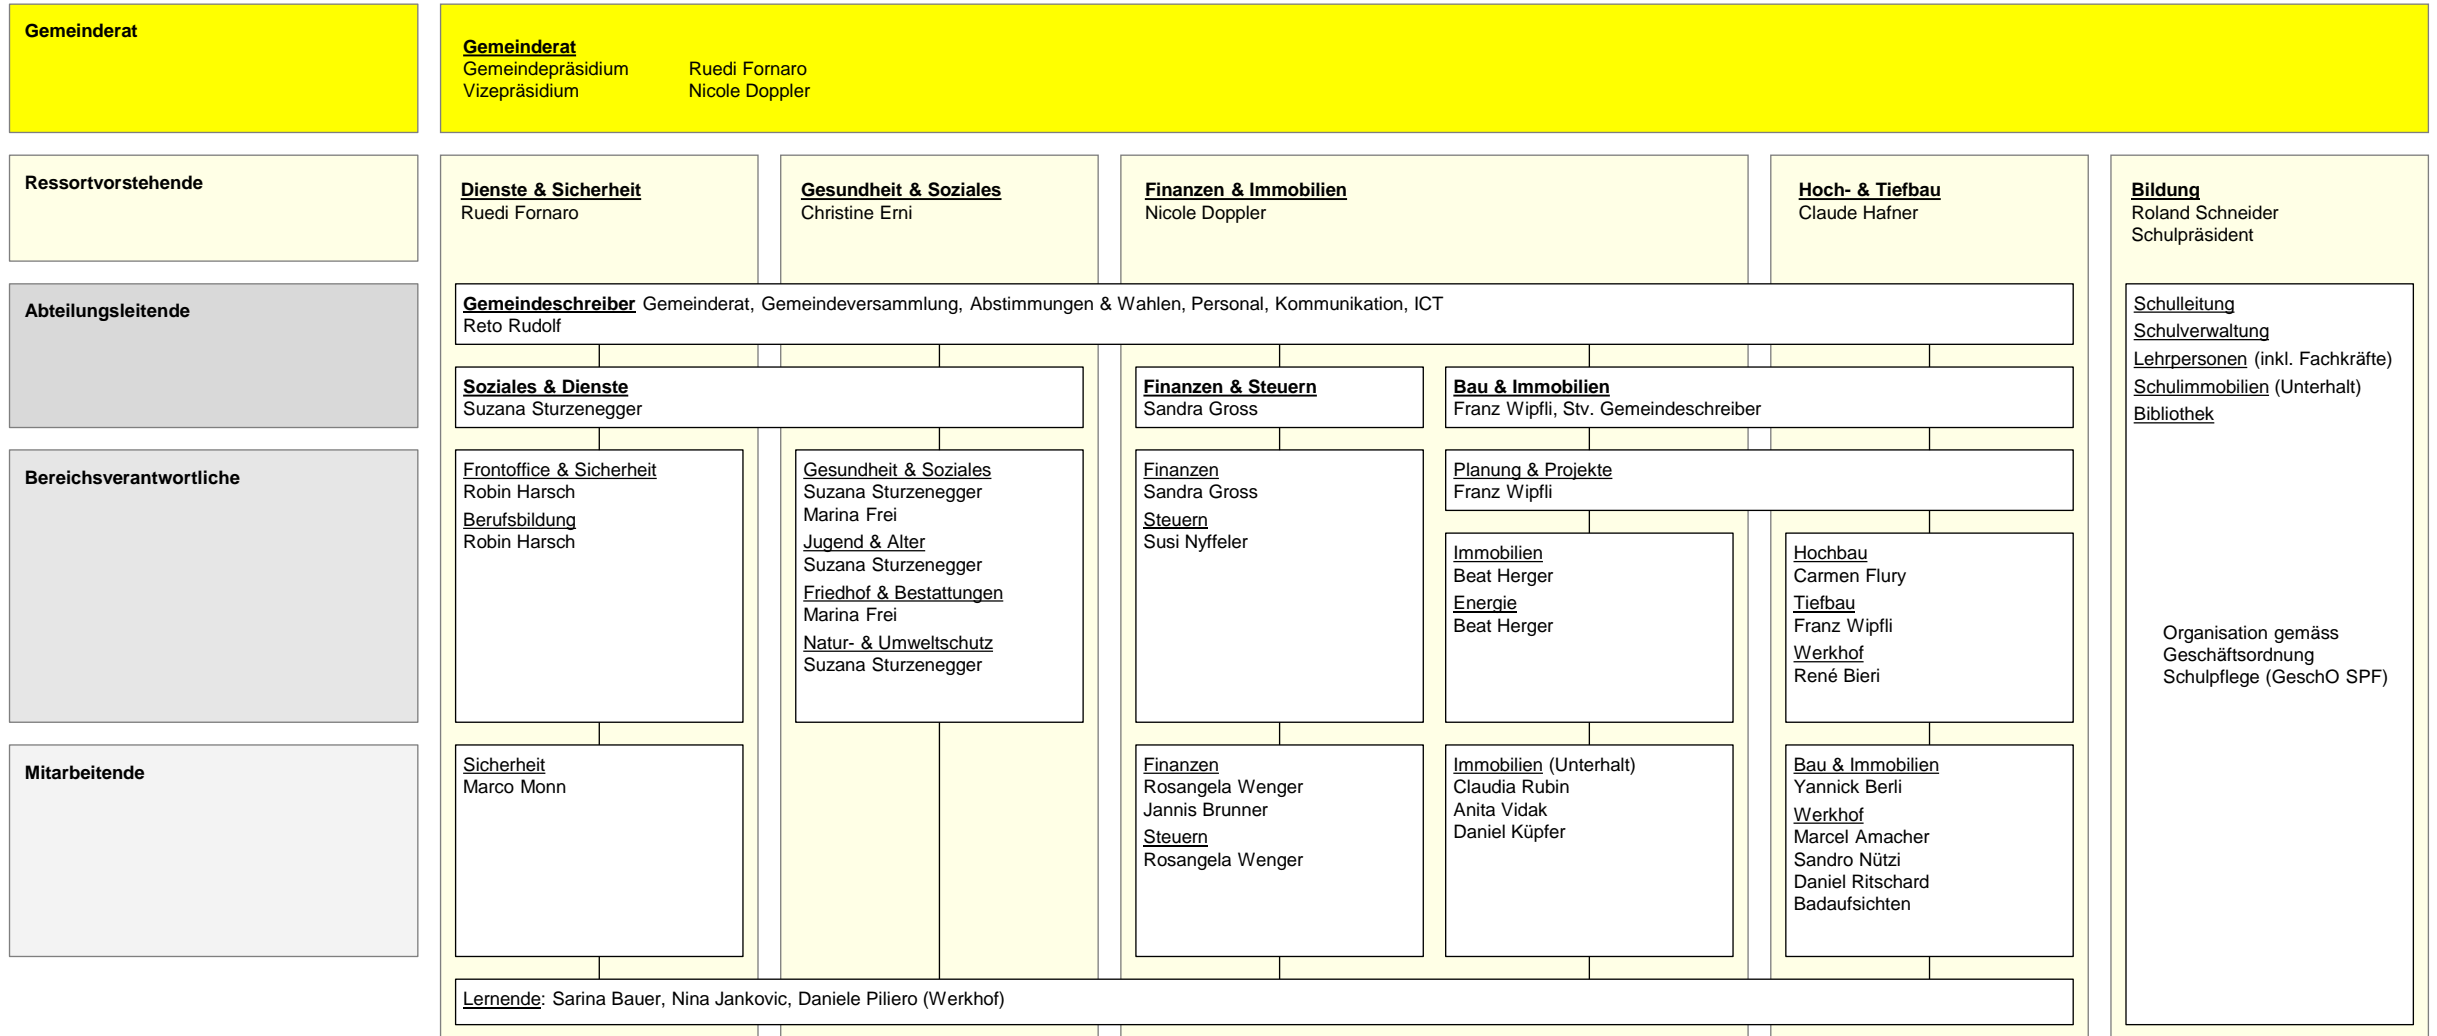 Gemeinderat
Gemeinderat
Gemeindepräsidium Ruedi Fornaro
Vizepräsidium Nicole Doppler
Ressortvorstehende
Dienste & Sicherheit
Ruedi Fornaro
Gesundheit & Soziales
Christine Erni
Finanzen & Immobilien
Nicole Doppler
Hoch- & Tiefbau
Claude Hafner
Bildung
Roland Schneider
Schulpräsident
Abteilungsleitende
Gemeindeschreiber Gemeinderat, Gemeindeversammlung, Abstimmungen & Wahlen, Personal, Kommunikation, ICT
Reto Rudolf
Soziales & Dienste
Suzana Sturzenegger
Finanzen & Steuern
Sandra Gross
Bau & Immobilien
Franz Wipfli, Stv. Gemeindeschreiber
Schulleitung
Schulverwaltung
Lehrpersonen (inkl. Fachkräfte)
Schulimmobilien (Unterhalt)
Bibliothek
Bereichsverantwortliche
Frontoffice & Sicherheit
Robin Harsch
Berufsbildung
Robin Harsch
Gesundheit & Soziales
Suzana Sturzenegger
Marina Frei
Jugend & Alter
Suzana Sturzenegger
Friedhof & Bestattungen
Marina Frei
Natur- & Umweltschutz
Suzana Sturzenegger
Finanzen
Sandra Gross
Steuern
Susi Nyffeler
Planung & Projekte
Franz Wipfli
Immobilien
Beat Herger
Energie
Beat Herger
Hochbau
Carmen Flury
Tiefbau
Franz Wipfli
Werkhof
René Bieri
Organisation gemäss
Geschäftsordnung
Schulpflege (GeschO SPF)
Mitarbeitende
Sicherheit
Marco Monn
Finanzen
Rosangela Wenger
Jannis Brunner
Steuern
Rosangela Wenger
Immobilien (Unterhalt)
Claudia Rubin
Anita Vidak
Daniel Küpfer
Bau & Immobilien
Yannick Berli
Werkhof
Marcel Amacher
Sandro Nützi
Daniel Ritschard
Badaufsichten
Lernende: Sarina Bauer, Nina Jankovic, Daniele Piliero (Werkhof)